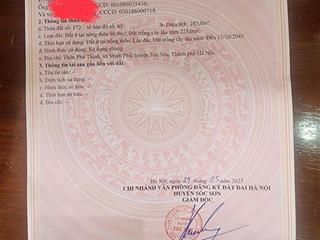 CCCD: 001086035436;
Và vợ CCCD: 030186000718
2. Thông tin thửa
a. Thửa đất số: 172 tờ bản đồ số: 65 b. Diện tích: 285,0m²
c. Loại đất: Đất ở tại nông thôn 60,0m² Đất trồng cây lâu năm 225,0m²
d. Thời hạn sử dụng: Đất ở tại nông thôn: lâu dài; Đất trồng cây lâu năm: Đến 15/10/2043.
đ. Hình thức sử dụng: Sử dụng chung
e. Địa chỉ: Thôn Phú Thịnh, xã Minh Phú, huyện Sóc Sơn, Thành phố Hà Nội.
3. Thông tin tài sản gắn liền với đất:
a. Tên tài sản: -/-
b. Diện tích sử dụng: -/-
c. Hình thức sở hữu: -/-
d. Thời hạn sở hữu: -/-
đ. Địa chỉ: -/-
Hà Nội, ngày tháng 05 năm 2025
CHI NHÁNH VĂN PHÒNG ĐĂNG KÝ ĐẤT ĐAI HÀ NỘI
HUYỆN SÓC SƠN
GIÁM ĐỐC